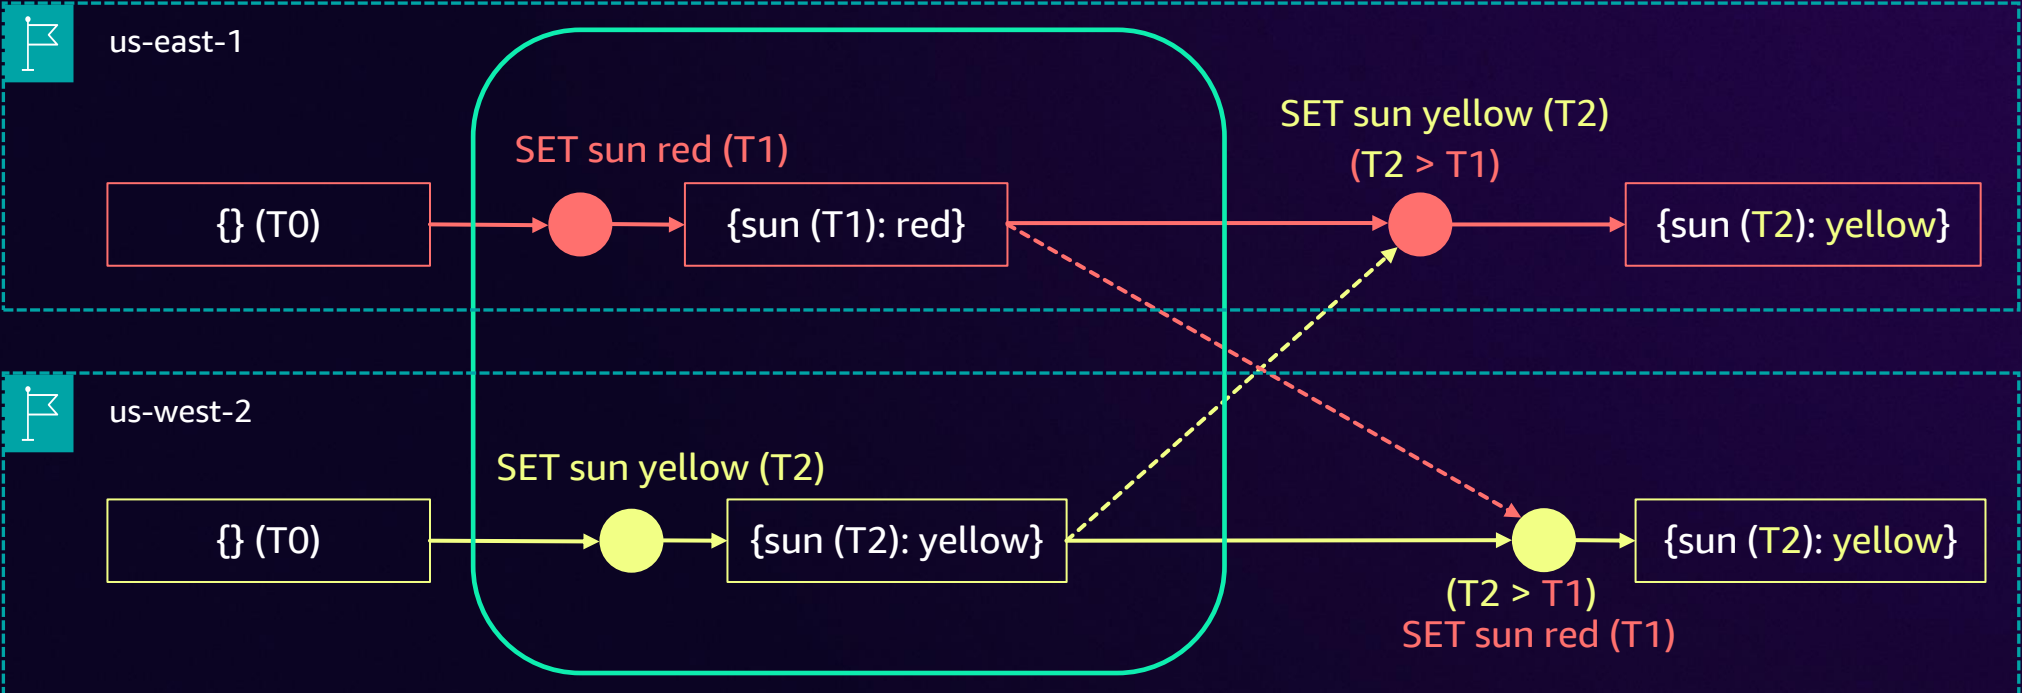 us-east-1
SET sun yellow (T2)
SET sun red (T1)
(T2 > T1)
{} (T0)
{sun (T1): red}
{sun (T2): yellow}
us-west-2
SET sun yellow (T2)
{} (T0)
{sun (T2): yellow}
{sun (T2): yellow}
(T2 > T1)
SET sun red (T1)